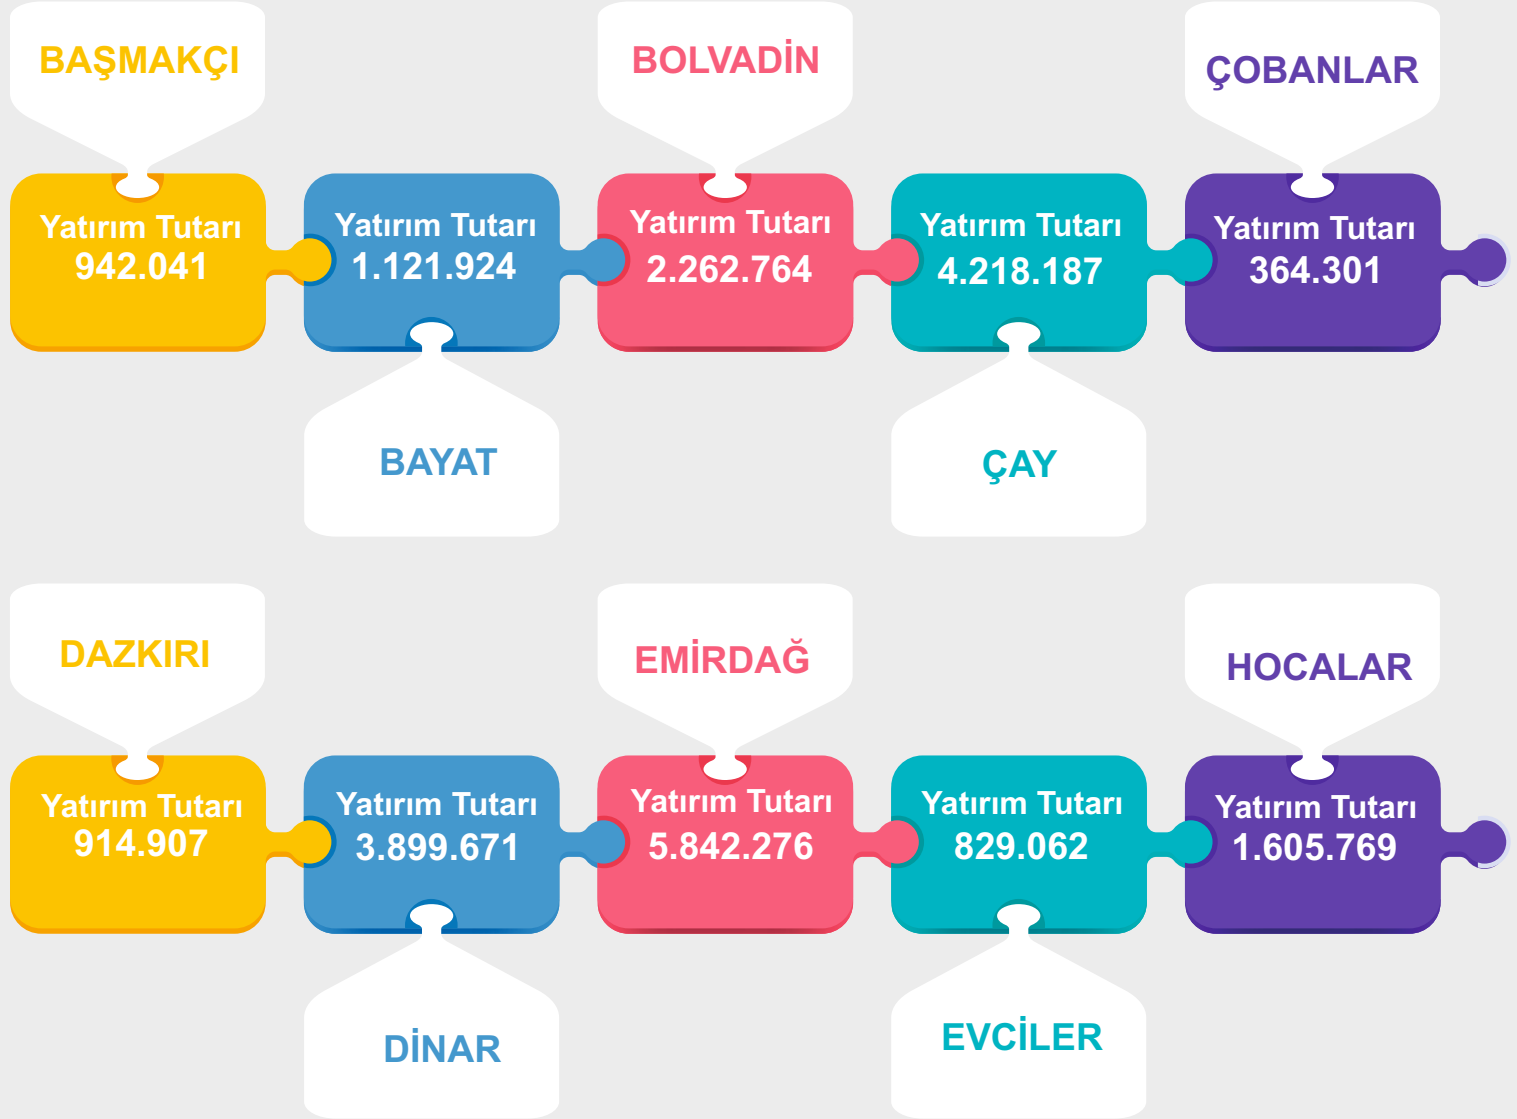 BAŞMAKÇI
BOLVADİN
ÇOBANLAR
Yatırım Tutarı
942.041
Yatırım Tutarı
1.121.924
Yatırım Tutarı
2.262.764
Yatırım Tutarı
4.218.187
Yatırım Tutarı
364.301
BAYAT
ÇAY
DAZKIRI
EMİRDAĞ
HOCALAR
Yatırım Tutarı
914.907
Yatırım Tutarı
3.899.671
Yatırım Tutarı
5.842.276
Yatırım Tutarı
829.062
Yatırım Tutarı
1.605.769
DİNAR
EVCİLER